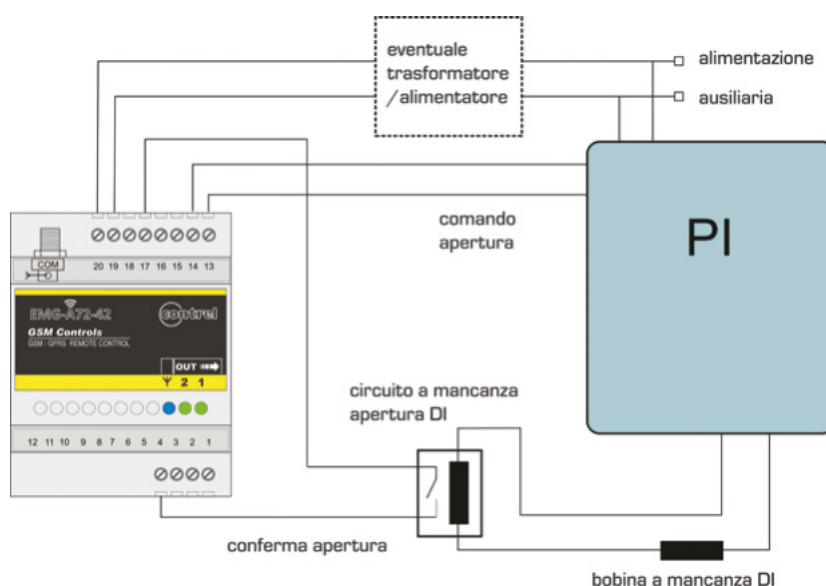 eventuale
trasformatore
/alimentatore
alimentazione
ausiliaria
comando
apertura
PI
COM
20 19 18 17 16 15 14 13
EMG-A72-42
contrel
GSM Controls
GSM / GPRS REMOTE CONTROL
OUT
2 1
12 11 10 9 8 7 6 5 4 3 2 1
circuito a mancanza
apertura DI
conferma apertura
bobina a mancanza DI